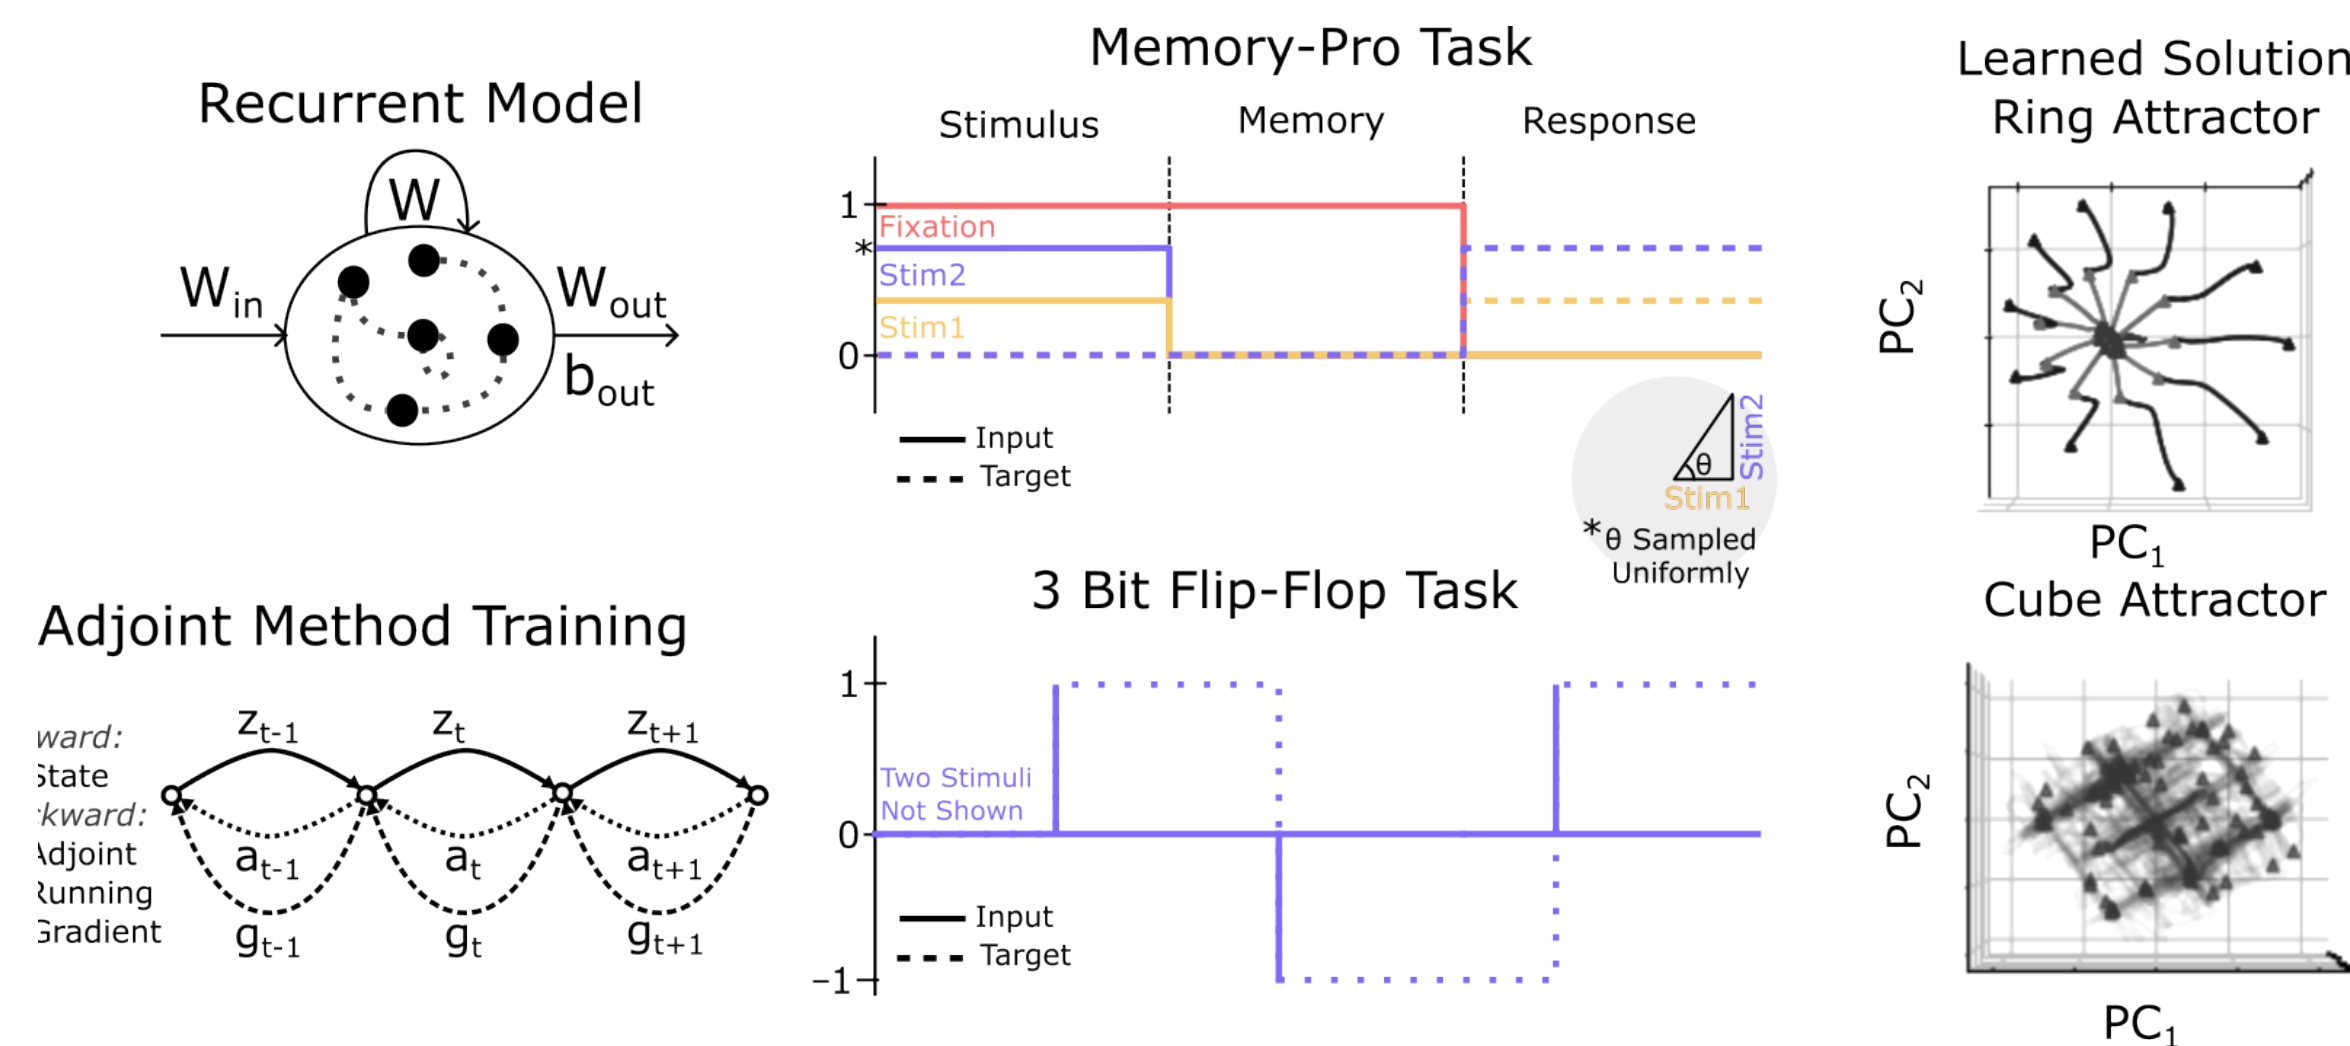 Recurrent Model
W
W_in
W_out
b_out
Adjoint Method Training
ward:
State
kward:
Adjoint
Running
Gradient
z_t-1
z_t
z_t+1
a_t-1
a_t
a_t+1
g_t-1
g_t
g_t+1
Memory-Pro Task
Stimulus
Memory
Response
1
*
0
Fixation
Stim2
Stim1
Input
Target
θ
Stim2
Stim1
*θ Sampled
Uniformly
3 Bit Flip-Flop Task
1
0
-1
Two Stimuli
Not Shown
Input
Target
Learned Solution
Ring Attractor
PC_2
PC_1
Cube Attractor
PC_2
PC_1